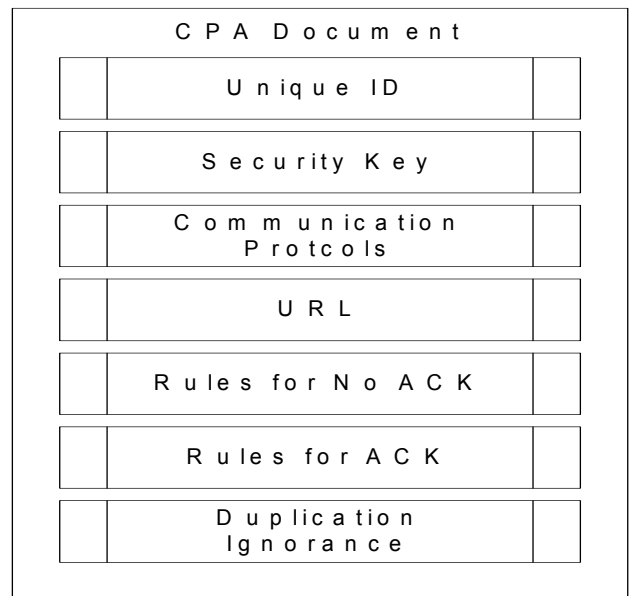 CPA Document
Unique ID
Security Key
Communication
Protcols
URL
Rules for No ACK
Rules for ACK
Duplication
Ignorance